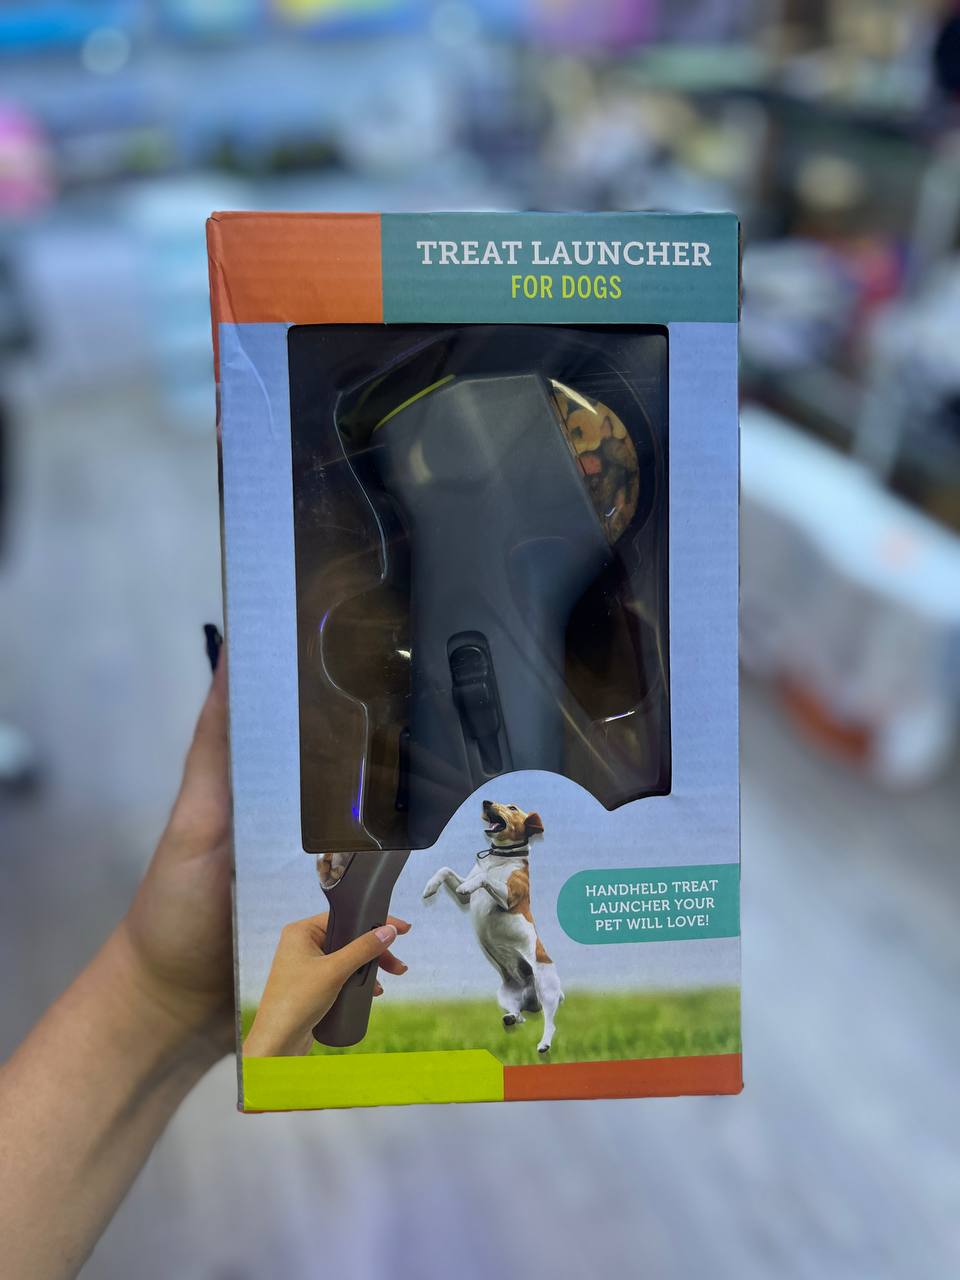 TREAT LAUNCHER
FOR DOGS
HANDHELD TREAT
LAUNCHER YOUR
PET WILL LOVE!